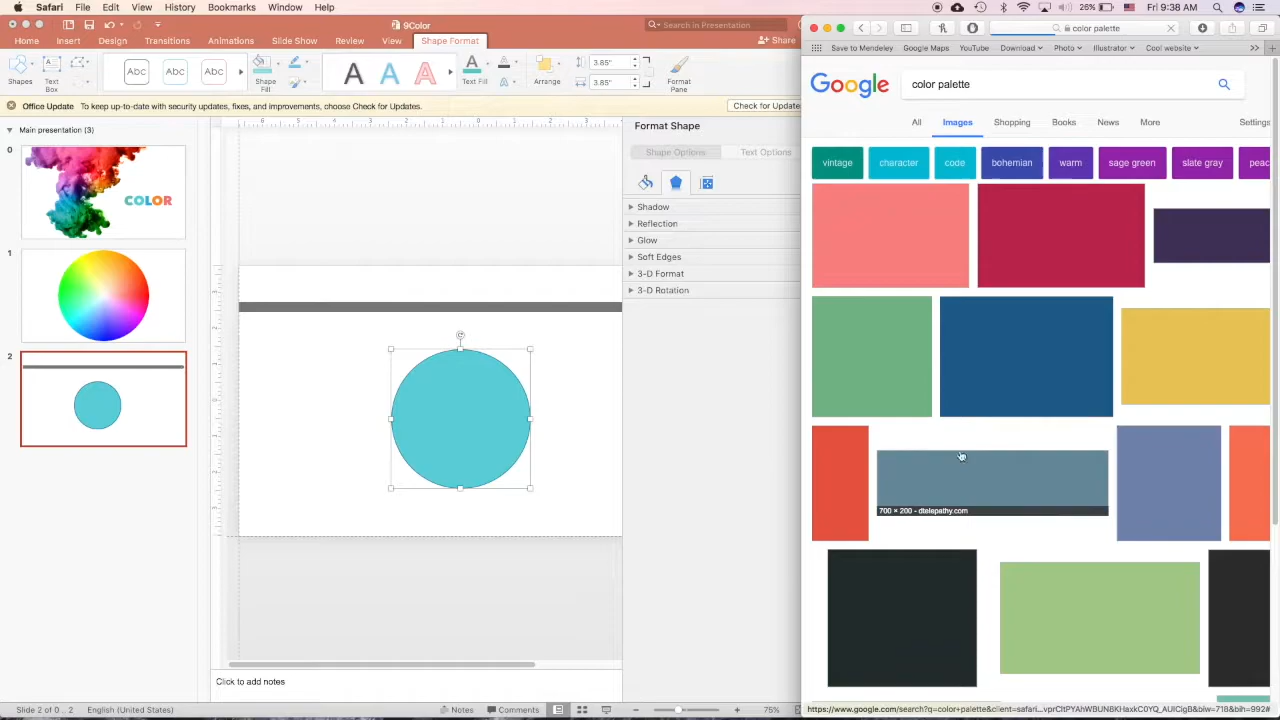 Safari File Edit View History Bookmarks Window Help
26% Fri 9:38 AM
9Color
Search in Presentation
Home Insert Design Transitions Animations Slide Show Review View Shape Format
Share
Shapes
Text Box
Abc Abc Abc
Shape Fill
A A A
Text Fill
Arrange
3.85"
3.85"
Format Pane
Office Update To keep up-to-date with security updates, fixes, and improvements, choose Check for Updates.
Check for Update
Main presentation (3)
0
COLOR
1
2
Format Shape
Shape Options Text Options
Shadow
Reflection
Glow
Soft Edges
3-D Format
3-D Rotation
Click to add notes
Slide 2 of 0 .. 2 English (United States)
Notes Comments
75%
color palette
Save to Mendeley Google Maps YouTube Download Photo Illustrator Cool website
Google
color palette
All Images Shopping Books News More Settings
vintage character code bohemian warm sage green slate gray peac
700 × 200 - dtelepathy.com